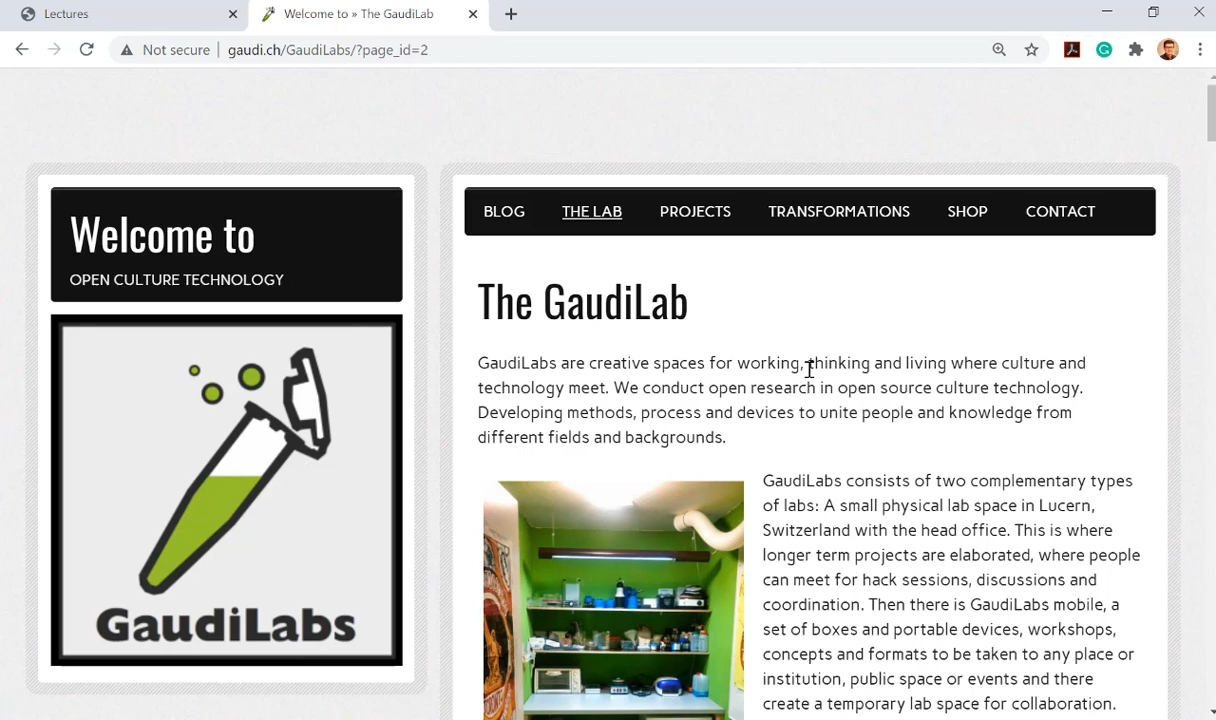 Lectures
Welcome to » The GaudiLab
Not secure
gaudi.ch/GaudiLabs/?page_id=2
Welcome to
OPEN CULTURE TECHNOLOGY
GaudiLabs
BLOG THE LAB PROJECTS TRANSFORMATIONS SHOP CONTACT
The GaudiLab
GaudiLabs are creative spaces for working, thinking and living where culture and
technology meet. We conduct open research in open source culture technology.
Developing methods, process and devices to unite people and knowledge from
different fields and backgrounds.
GaudiLabs consists of two complementary types
of labs: A small physical lab space in Lucern,
Switzerland with the head office. This is where
longer term projects are elaborated, where people
can meet for hack sessions, discussions and
coordination. Then there is GaudiLabs mobile, a
set of boxes and portable devices, workshops,
concepts and formats to be taken to any place or
institution, public space or events and there
create a temporary lab space for collaboration.